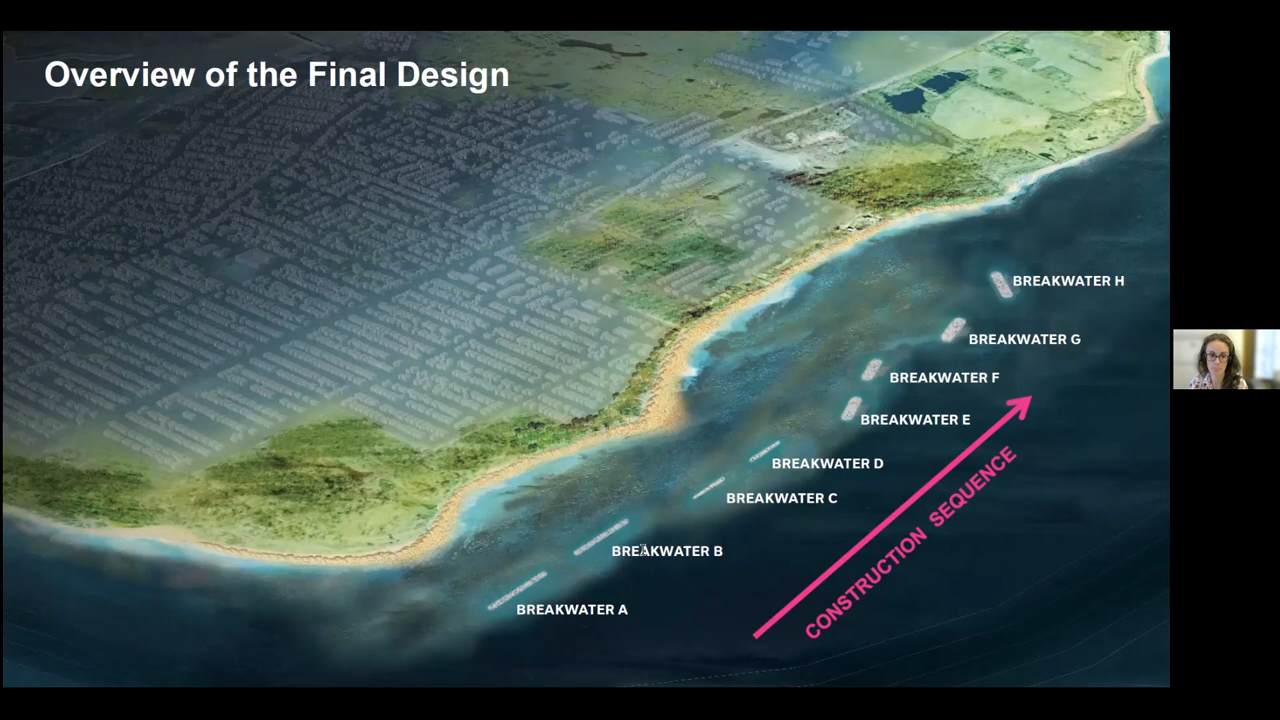 Overview of the Final Design
BREAKWATER H
BREAKWATER G
BREAKWATER F
BREAKWATER E
BREAKWATER D
BREAKWATER C
BREAKWATER B
BREAKWATER A
CONSTRUCTION SEQUENCE